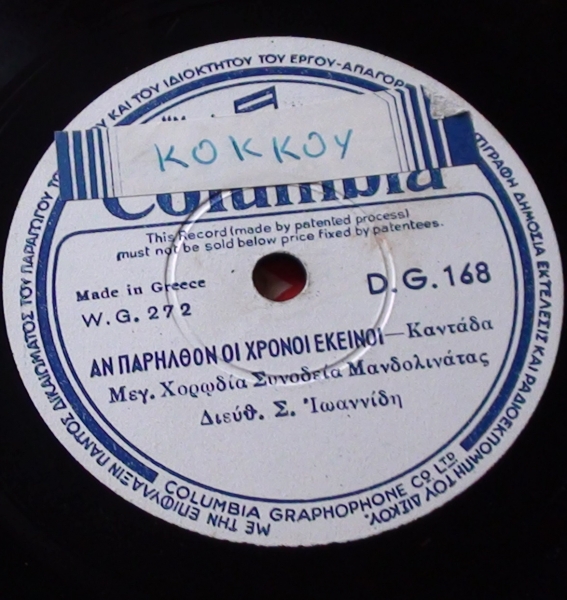 ΚΟΚΚΟΥ
Columbia
This Record (made by patented process)
must not be sold below price fixed by patentees.
Made in Greece
W.G. 272
D.G. 168
ΑΝ ΠΑΡΗΛΘΟΝ ΟΙ ΧΡΟΝΟΙ ΕΚΕΙΝΟΙ — Καντάδα
Μεγ. Χορωδία Συνοδεία Μανδολινάτας
Διεύθ. Σ. Ἰωαννίδη
ΜΕ ΤΗΝ ΕΠΙΦΥΛΑΞΙΝ ΠΑΝΤΟΣ ΔΙΚΑΙΩΜΑΤΟΣ ΤΟΥ ΠΑΡΑΓΩΓΟΥ ΤΟΥ ΚΑΙ ΤΟΥ ΙΔΙΟΚΤΗΤΟΥ ΤΟΥ ΕΡΓΟΥ-ΑΠΑΓΟΡ ΤΙΓΡΑΦΗ ΔΗΜΟΣΙΑ ΕΚΤΕΛΕΣΙΣ ΚΑΙ ΡΑΔΙΟΕΚΠΟΜΠΗ ΤΟΥ ΔΙΣΚΟΥ.
COLUMBIA GRAPHOPHONE CO LTD